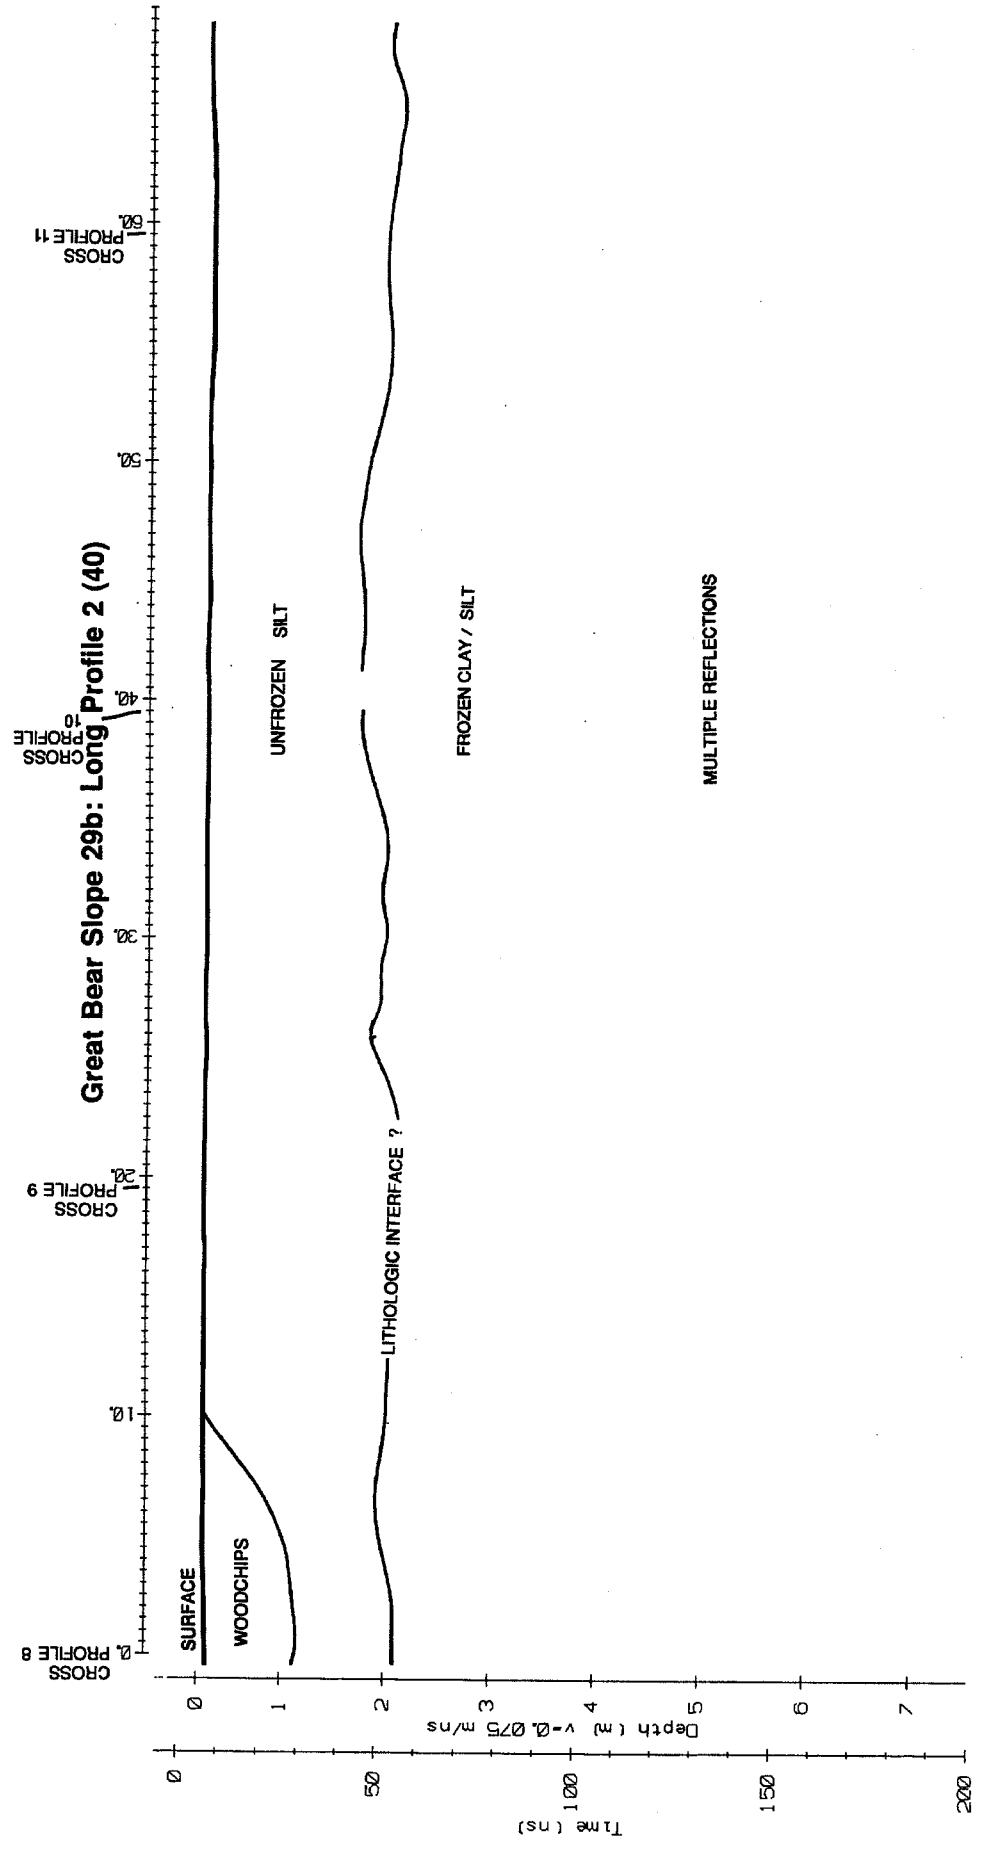 Great Bear Slope 29b: Long Profile 2 (40)
CROSS
PROFILE 8
CROSS
PROFILE 9
CROSS
PROFILE
10
CROSS
PROFILE 11
0.
10.
20.
30.
40.
50.
60.
SURFACE
WOODCHIPS
UNFROZEN SILT
LITHOLOGIC INTERFACE ?
FROZEN CLAY / SILT
MULTIPLE REFLECTIONS
0
1
2
3
4
5
6
7
Depth (m) v=0.075 m/ns
0
50
100
150
200
Time (ns)